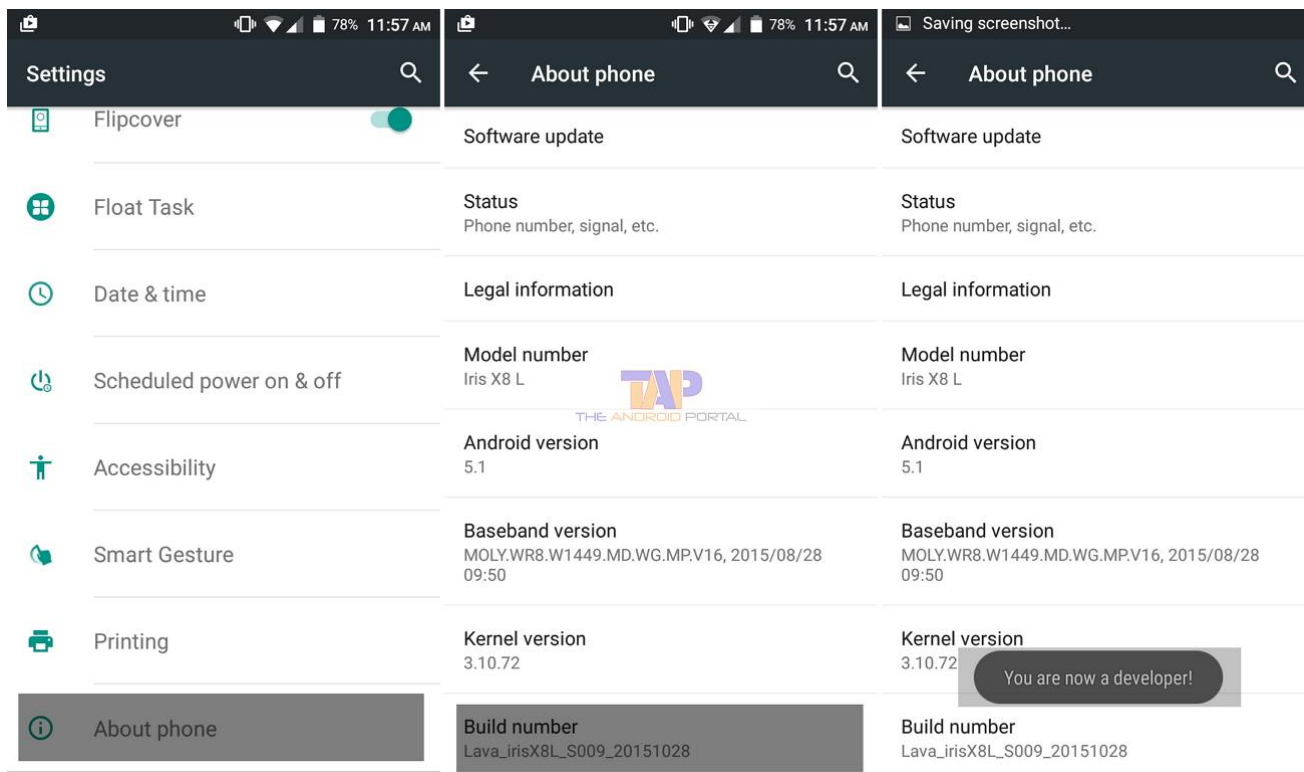 78% 11:57 AM
Settings
Flipcover
Float Task
Date & time
Scheduled power on & off
Accessibility
Smart Gesture
Printing
About phone
78% 11:57 AM
About phone
Software update
Status
Phone number, signal, etc.
Legal information
Model number
Iris X8 L
TAP
THE ANDROID PORTAL
Android version
5.1
Baseband version
MOLY.WR8.W1449.MD.WG.MP.V16, 2015/08/28
09:50
Kernel version
3.10.72
Build number
Lava_irisX8L_S009_20151028
Saving screenshot...
About phone
Software update
Status
Phone number, signal, etc.
Legal information
Model number
Iris X8 L
Android version
5.1
Baseband version
MOLY.WR8.W1449.MD.WG.MP.V16, 2015/08/28
09:50
Kernel version
3.10.72
You are now a developer!
Build number
Lava_irisX8L_S009_20151028